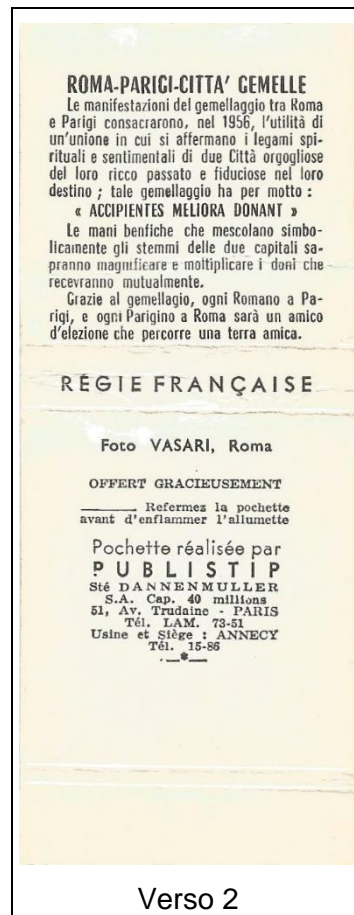 ROMA-PARIGI-CITTA' GEMELLE
Le manifestazioni del gemellaggio tra Roma
e Parigi consacrarono, nel 1956, l'utilità di
un'unione in cui si affermano i legami spi-
rituali e sentimentali di due Città orgogliose
del loro ricco passato e fiduciose nel loro
destino ; tale gemellaggio ha per motto :
« ACCIPIENTES MELIORA DONANT »
Le mani benfiche che mescolano simbo-
licamente gli stemmi delle due capitali sa-
pranno magnificare e moltiplicare i doni che
recevranno mutualmente.
Grazie al gemellagio, ogni Romano a Pa-
rigi, e ogni Parigino a Roma sarà un amico
d'elezione che percorre una terra amica.
RÉGIE FRANÇAISE
Foto VASARI, Roma
OFFERT GRACIEUSEMENT
Refermez la pochette
avant d'enflammer l'allumette
Pochette réalisée par
PUBLISTIP
Sté DANNENMULLER
S.A. Cap. 40 millions
51, Av. Trudaine - PARIS
Tél. LAM. 73-51
Usine et Siège : ANNECY
Tél. 15-86
Verso 2